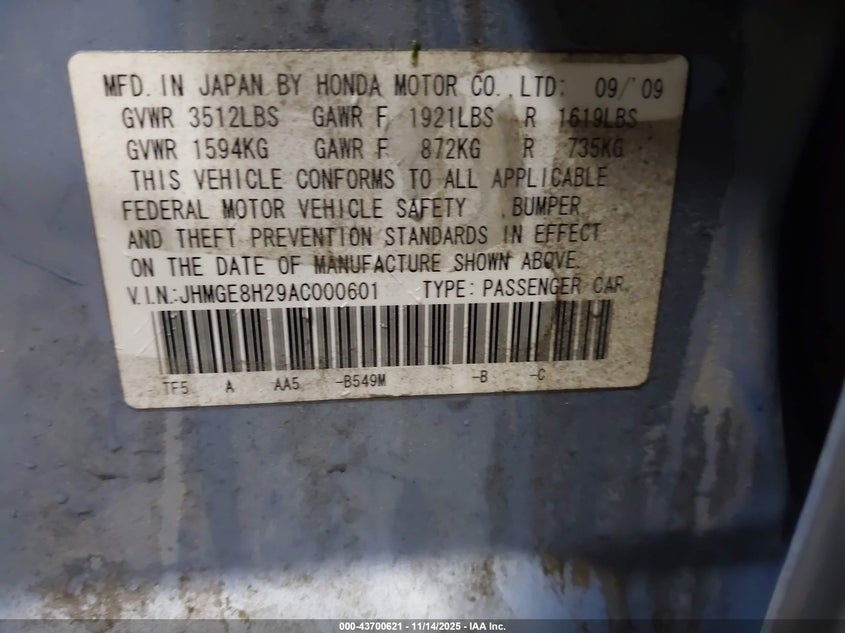 MFD. IN JAPAN BY HONDA MOTOR CO., LTD: 09/'09
GVWR 3512LBS GAWR F 1921LBS R 1619LBS
GVWR 1594KG GAWR F 872KG R 735KG
THIS VEHICLE CONFORMS TO ALL APPLICABLE
FEDERAL MOTOR VEHICLE SAFETY , BUMPER
AND THEFT PREVENTION STANDARDS IN EFFECT
ON THE DATE OF MANUFACTURE SHOWN ABOVE.
V.I.N.:JHMGE8H29AC000601 TYPE: PASSENGER CAR.
TF5 A AA5 -B549M -B -C
000-43700621 - 11/14/2025 - IAA Inc.